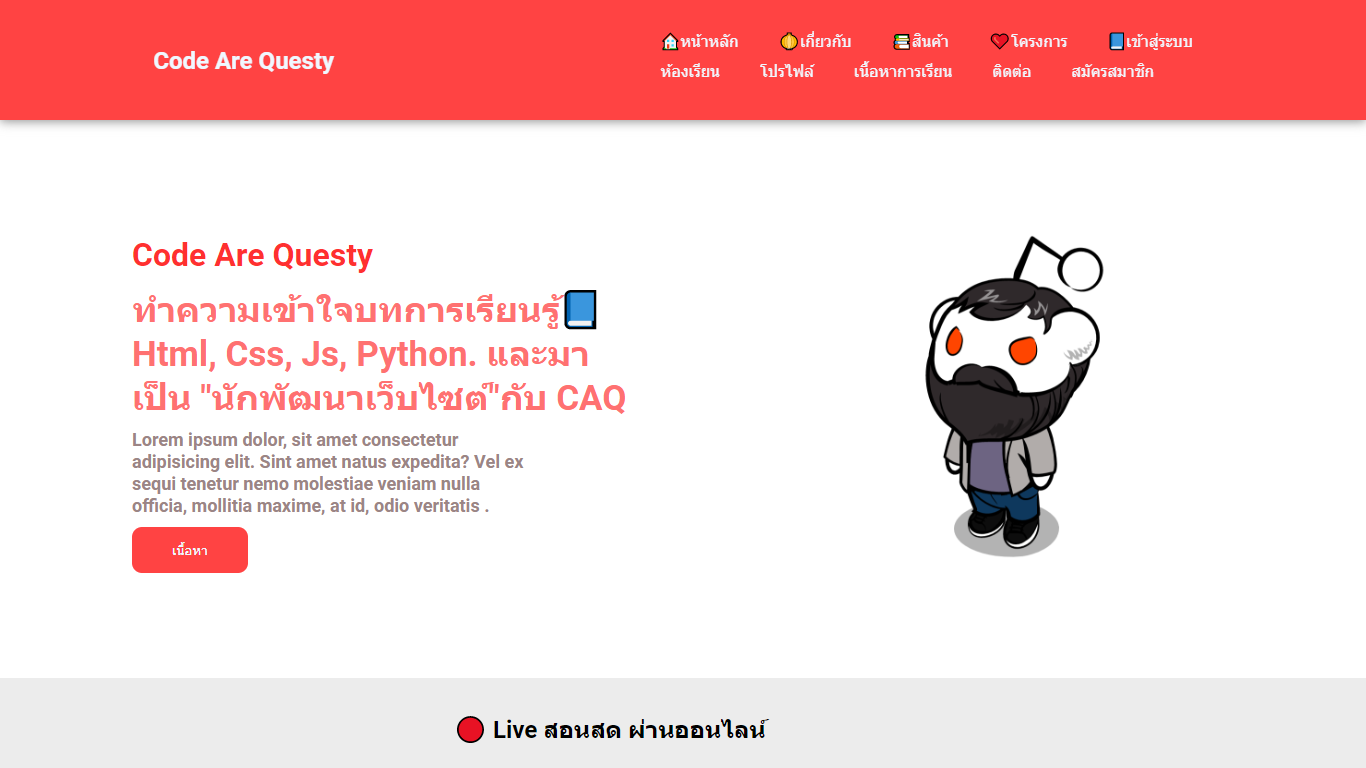 Code Are Questy
🏠หน้าหลัก เกี่ยวกับ 📚สินค้า ❤️โครงการ 📘เข้าสู่ระบบ
ห้องเรียน โปรไฟล์ เนื้อหาการเรียน ติดต่อ สมัครสมาชิก
Code Are Questy
ทำความเข้าใจบทการเรียนรู้📘
Html, Css, Js, Python. และมา
เป็น "นักพัฒนาเว็บไซต์"กับ CAQ
Lorem ipsum dolor, sit amet consectetur
adipisicing elit. Sint amet natus expedita? Vel ex
sequi tenetur nemo molestiae veniam nulla
officia, mollitia maxime, at id, odio veritatis .
เนื้อหา
🔴 Live สอนสด ผ่านออนไลน์